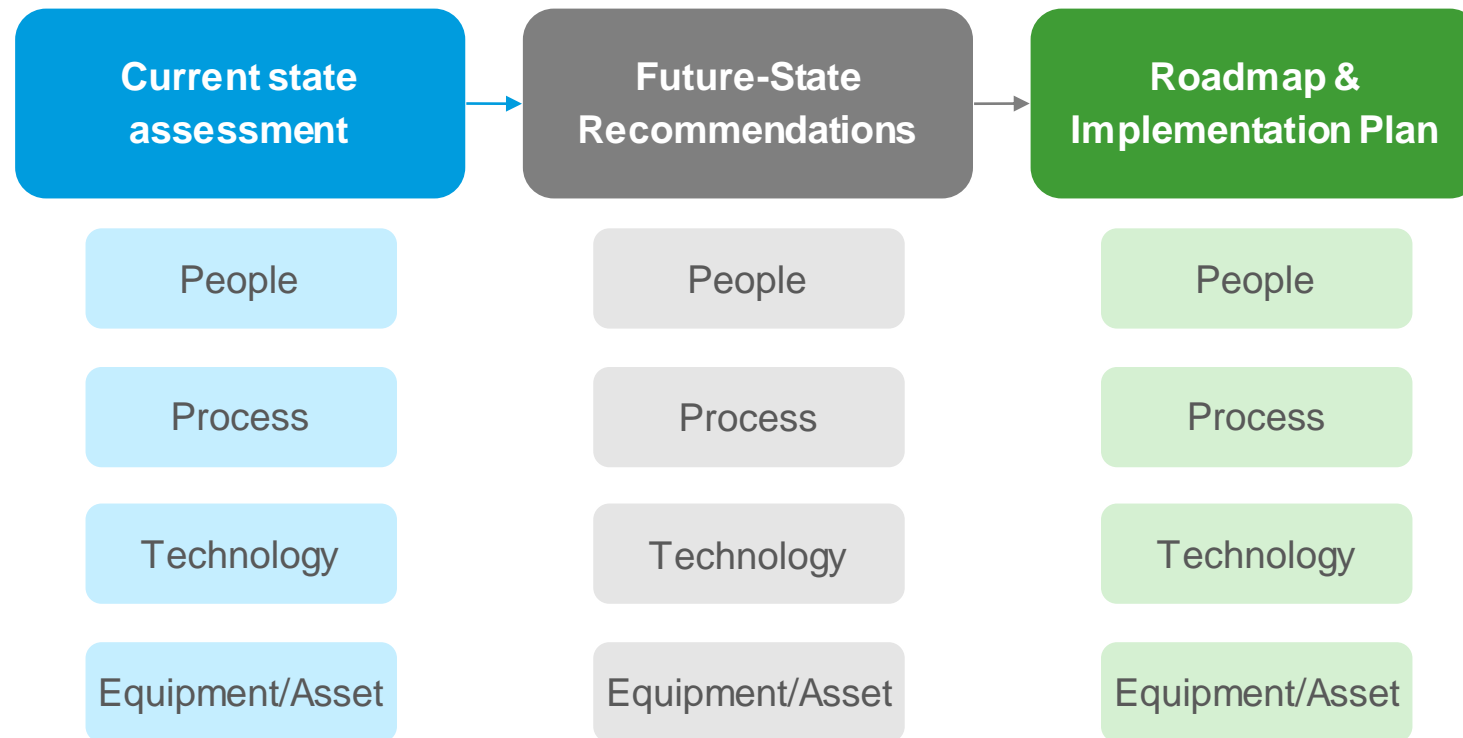 Current state
assessment
Future-State
Recommendations
Roadmap &
Implementation Plan
People
People
People
Process
Process
Process
Technology
Technology
Technology
Equipment/Asset
Equipment/Asset
Equipment/Asset